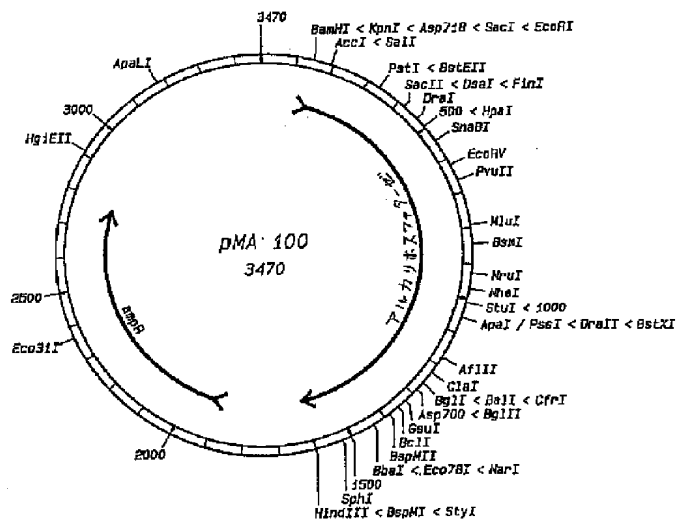 3470
BamHI < KpnI < Asp718 < SacI < EcoRI
AccI < SalI
PstI < BstEII
SacII < DsaI < FinI
DraI
500 < HpaI
SnaBI
EcoRV
PvuII
MluI
BsmI
NruI
NheI
StuI < 1000
ApaI / PssI < DraII < BstXI
AflII
ClaI
BglI < BalI < CfrI
Asp700 < BglII
GsuI
BclI
BspMII
BbeI < Eco78I < NarI
1500
SphI
HindIII < BspMI < StyI
2000
Eco31I
2500
HgiEII
3000
ApaLI
pMA: 100
3470
アルカリホスファターゼ
ampR